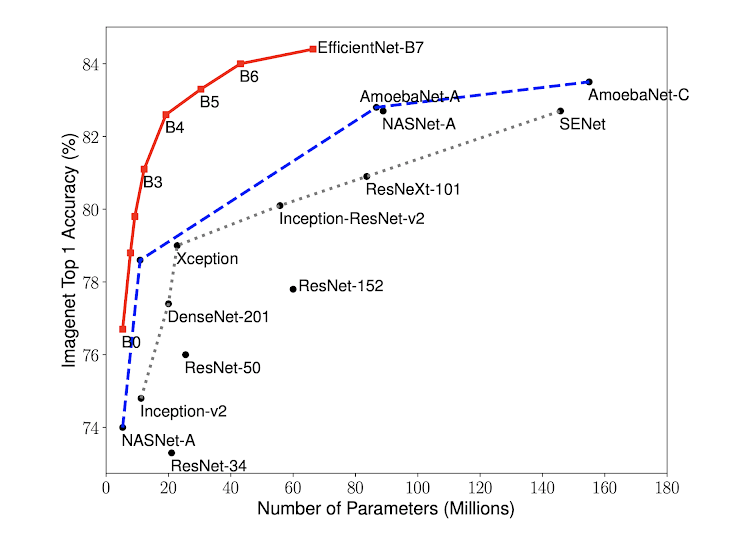 EfficientNet-B7
84
B6
AmoebaNet-A
B5
AmoebaNet-C
B4
NASNet-A
SENet
82
B3
ResNeXt-101
80
Inception-ResNet-v2
Xception
78
ResNet-152
DenseNet-201
B0
76
ResNet-50
Inception-v2
74
NASNet-A
ResNet-34
Imagenet Top 1 Accuracy (%)
0 20 40 60 80 100 120 140 160 180
Number of Parameters (Millions)